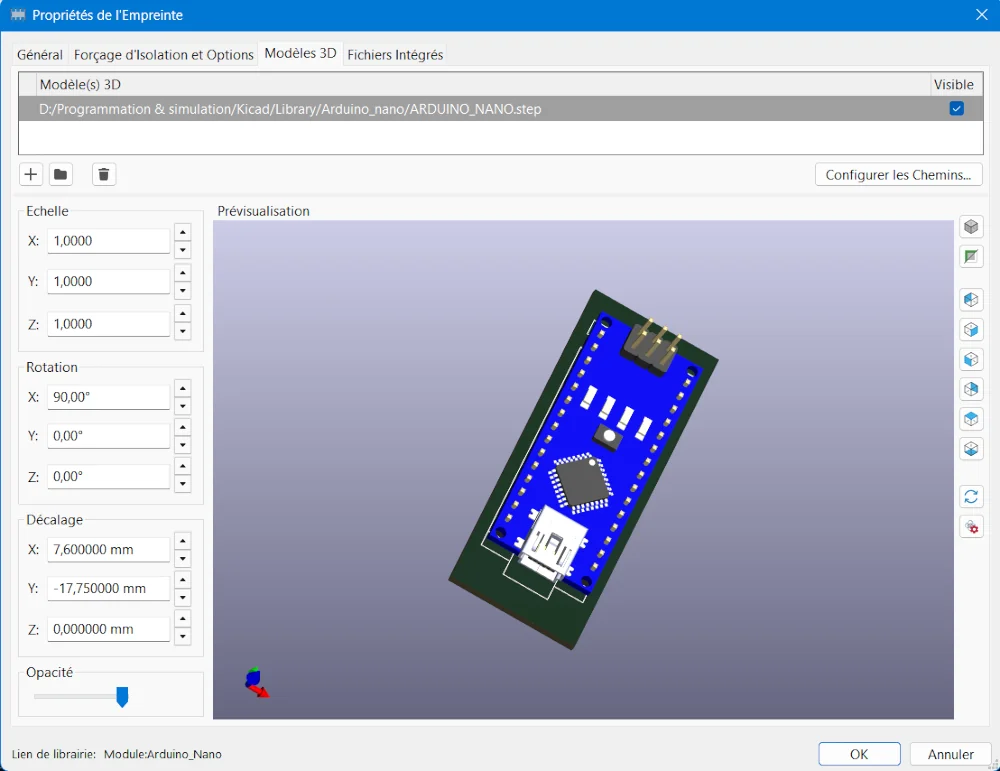 Propriétés de l'Empreinte
Général Forçage d'Isolation et Options Modèles 3D Fichiers Intégrés
Modèle(s) 3D Visible
D:/Programmation & simulation/Kicad/Library/Arduino_nano/ARDUINO_NANO.step
Configurer les Chemins...
Echelle
Prévisualisation
X: 1,0000
Y: 1,0000
Z: 1,0000
Rotation
X: 90,00°
Y: 0,00°
Z: 0,00°
Décalage
X: 7,600000 mm
Y: -17,750000 mm
Z: 0,000000 mm
Opacité
Lien de librairie: Module:Arduino_Nano
OK Annuler